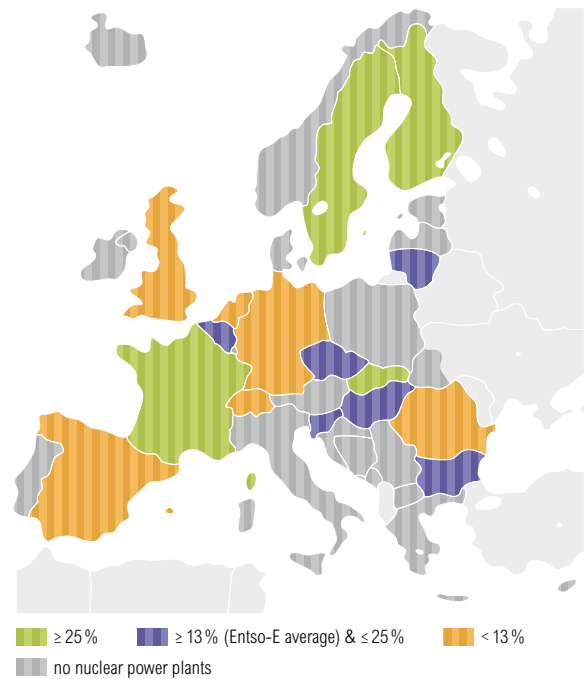 ≥ 25 % ≥ 13 % (Entso-E average) & ≤ 25 % < 13 %
no nuclear power plants